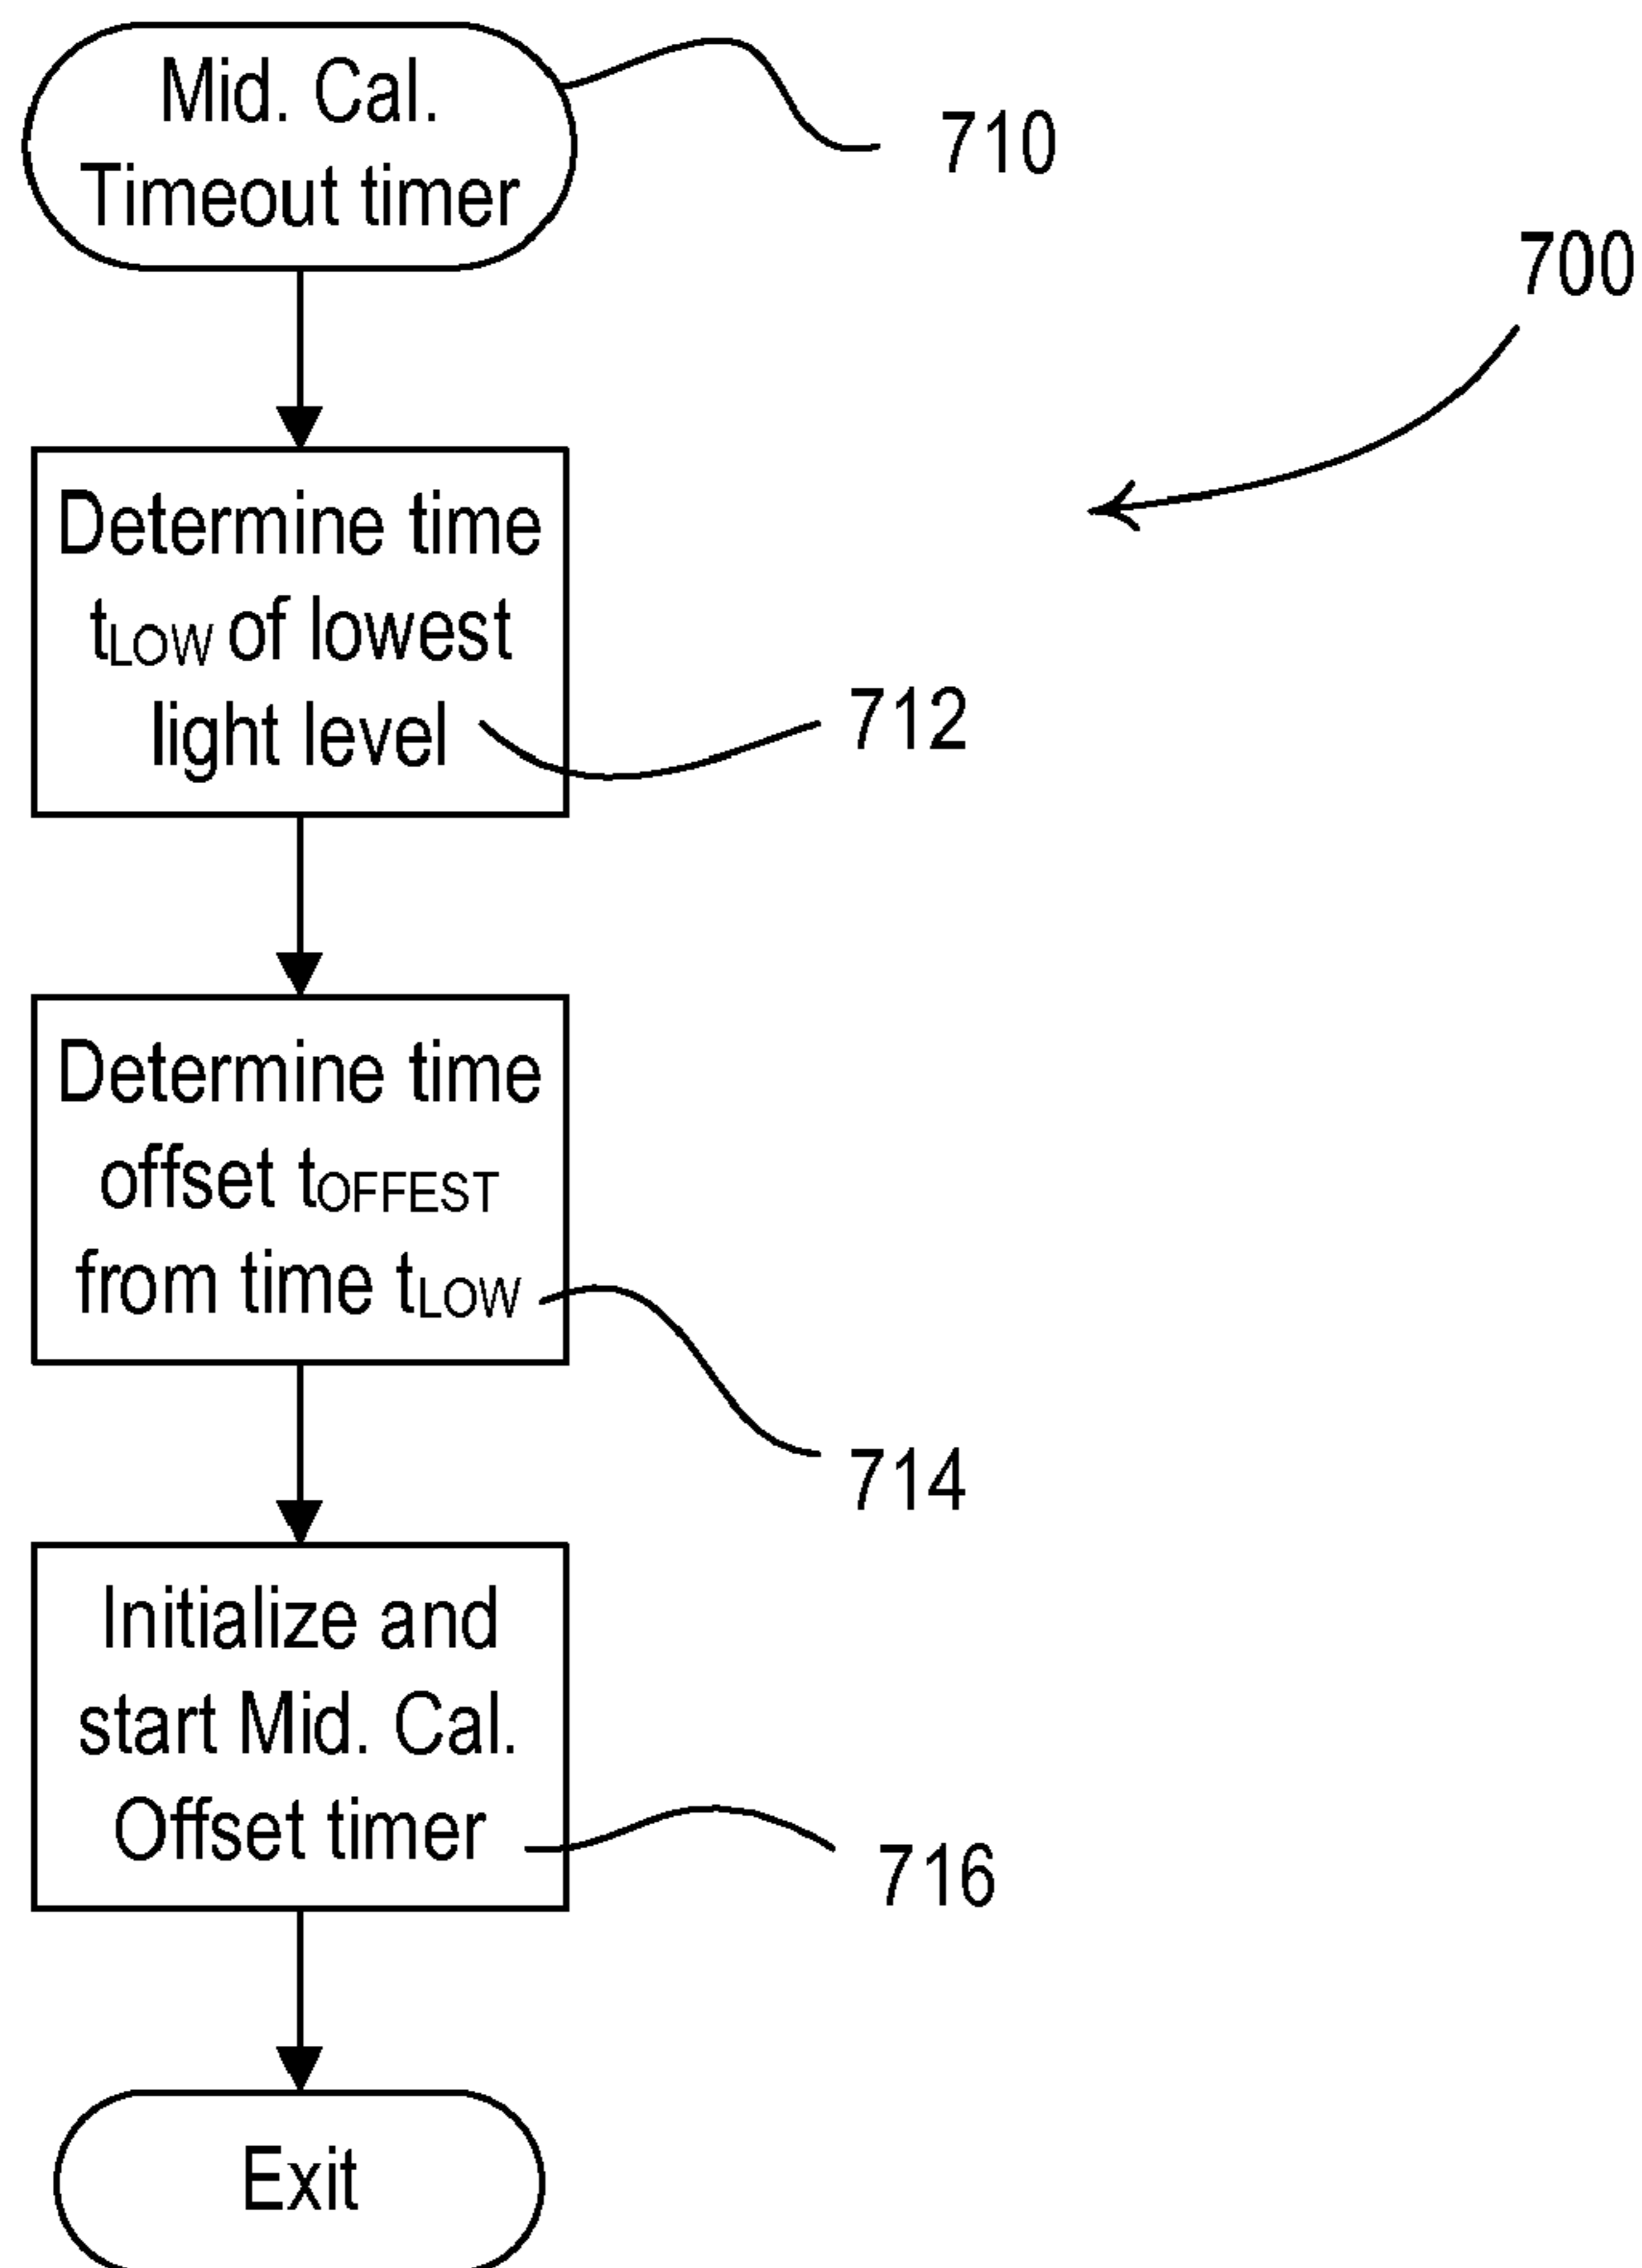 Mid. Cal.
Timeout timer
710
700
Determine time
tLOW of lowest
light level
712
Determine time
offset tOFFEST
from time tLOW
714
Initialize and
start Mid. Cal.
Offset timer
716
Exit